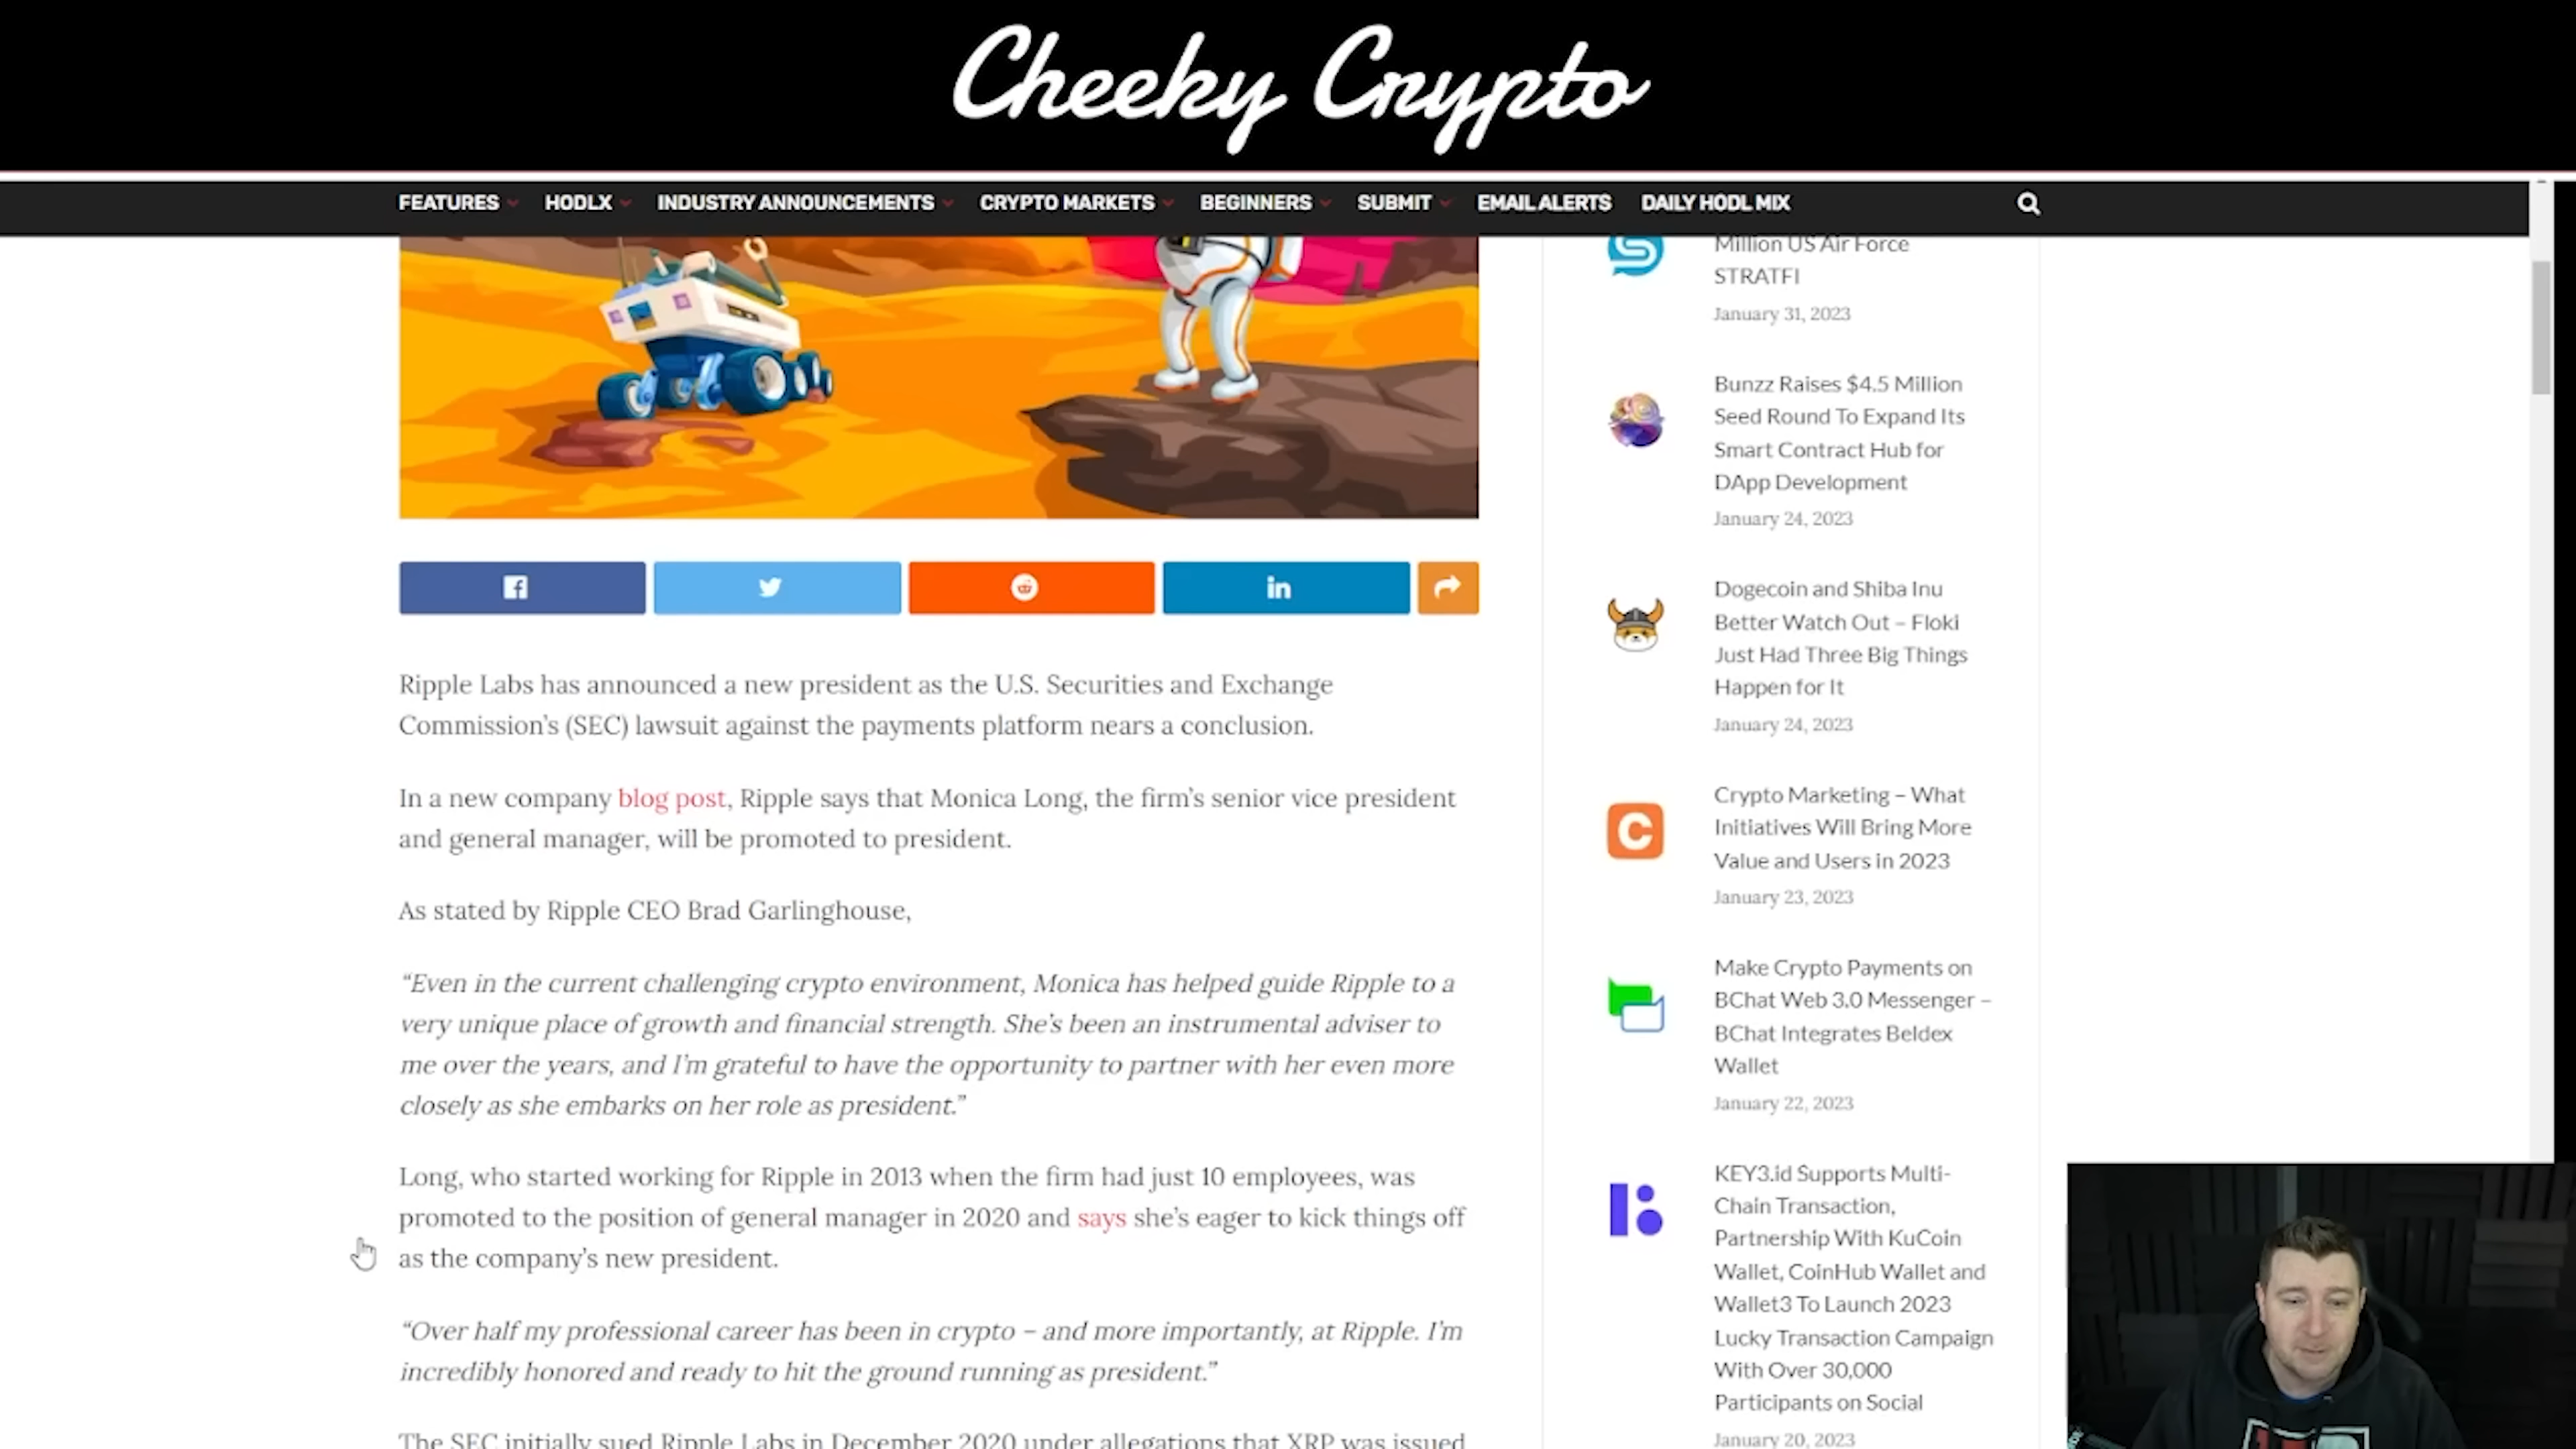 Cheeky Crypto
FEATURES HODLX INDUSTRY ANNOUNCEMENTS CRYPTO MARKETS BEGINNERS SUBMIT EMAIL ALERTS DAILY HODL MIX
Ripple Labs has announced a new president as the U.S. Securities and Exchange
Commission's (SEC) lawsuit against the payments platform nears a conclusion.
In a new company blog post, Ripple says that Monica Long, the firm's senior vice president
and general manager, will be promoted to president.
As stated by Ripple CEO Brad Garlinghouse,
“Even in the current challenging crypto environment, Monica has helped guide Ripple to a
very unique place of growth and financial strength. She's been an instrumental adviser to
me over the years, and I'm grateful to have the opportunity to partner with her even more
closely as she embarks on her role as president.”
Long, who started working for Ripple in 2013 when the firm had just 10 employees, was
promoted to the position of general manager in 2020 and says she's eager to kick things off
as the company's new president.
“Over half my professional career has been in crypto – and more importantly, at Ripple. I'm
incredibly honored and ready to hit the ground running as president.”
The SEC initially sued Ripple Labs in December 2020 under allegations that XRP was issued
Million US Air Force
STRATFI
January 31, 2023
Bunzz Raises $4.5 Million
Seed Round To Expand Its
Smart Contract Hub for
DApp Development
January 24, 2023
Dogecoin and Shiba Inu
Better Watch Out – Floki
Just Had Three Big Things
Happen for It
January 24, 2023
Crypto Marketing – What
Initiatives Will Bring More
Value and Users in 2023
January 23, 2023
Make Crypto Payments on
BChat Web 3.0 Messenger –
BChat Integrates Beldex
Wallet
January 22, 2023
KEY3.id Supports Multi-
Chain Transaction,
Partnership With KuCoin
Wallet, CoinHub Wallet and
Wallet3 To Launch 2023
Lucky Transaction Campaign
With Over 30,000
Participants on Social
January 20, 2023